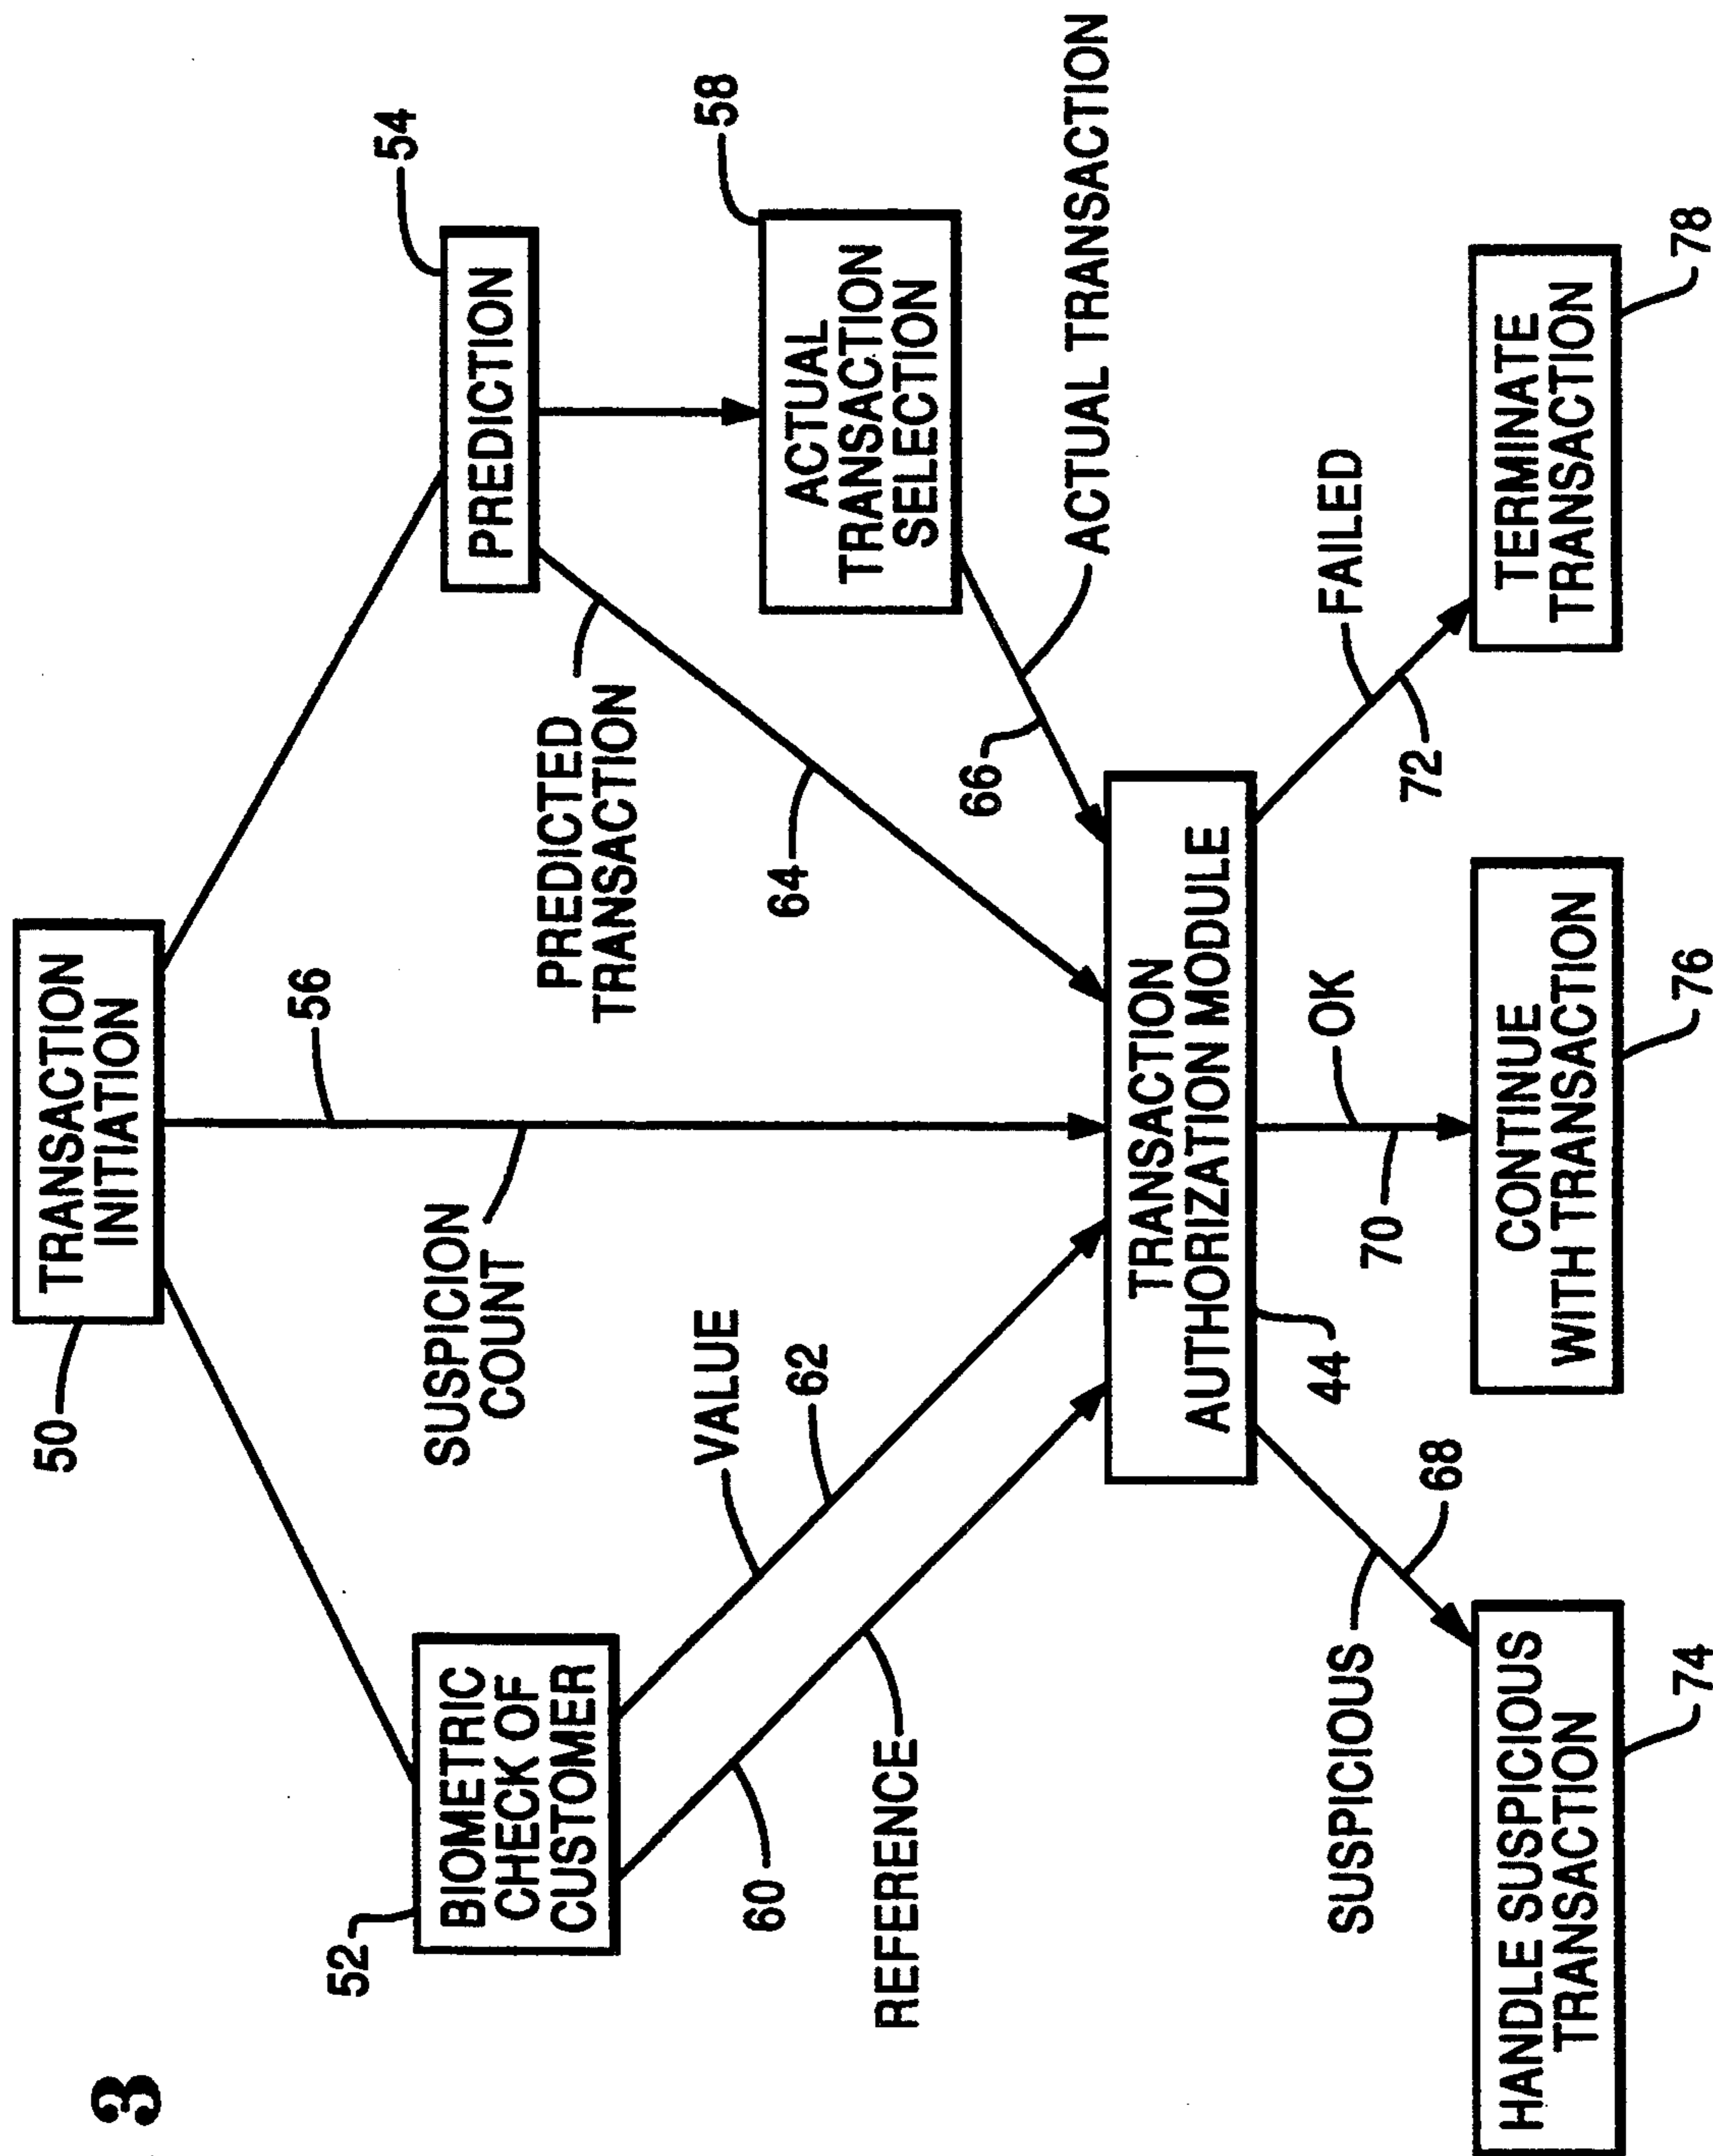 3
50
TRANSACTION
INITIATION
52
BIOMETRIC
CHECK OF
CUSTOMER
SUSPICION
COUNT
56
54
PREDICTION
PREDICTED
TRANSACTION
58
ACTUAL
TRANSACTION
SELECTION
60
REFERENCE
VALUE
62
64
66
ACTUAL TRANSACTION
TRANSACTION
AUTHORIZATION MODULE
44
SUSPICIOUS
68
70
OK
72
FAILED
HANDLE SUSPICIOUS
TRANSACTION
74
CONTINUE
WITH TRANSACTION
76
TERMINATE
TRANSACTION
78